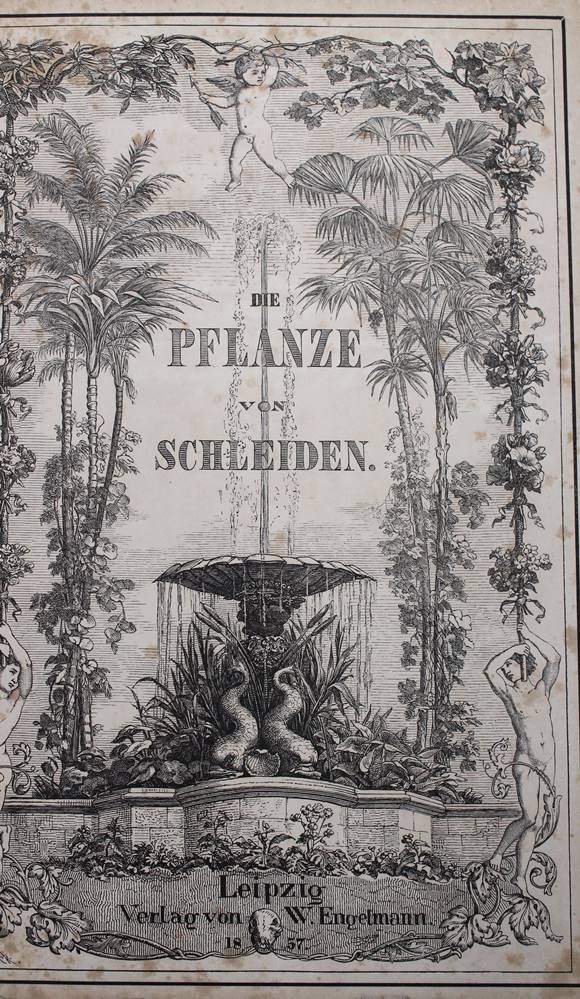 DIE
PFLANZE
VON
SCHLEIDEN.
Leipzig
Verlag von W. Engelmann.
1857.